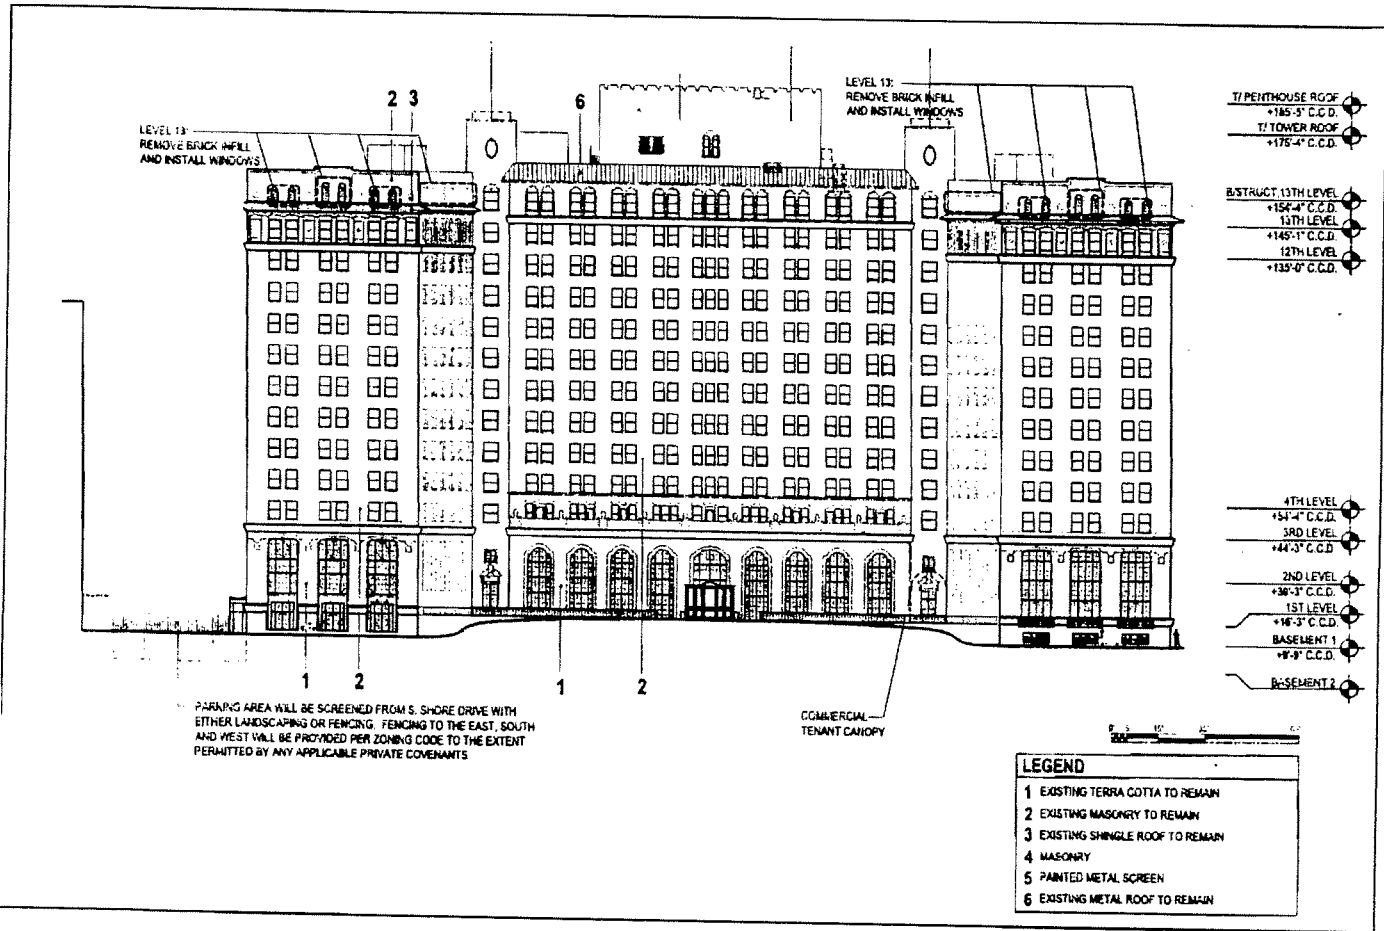 2 3
6
LEVEL 13:
REMOVE BRICK INFILL
AND INSTALL WINDOWS
LEVEL 13:
REMOVE BRICK INFILL
AND INSTALL WINDOWS
T/ PENTHOUSE ROOF
+185'-5" C.C.D.
T/ TOWER ROOF
+175'-4" C.C.D.
B/STRUCT. 13TH LEVEL
+154'-4" C.C.D.
13TH LEVEL
+145'-1" C.C.D.
12TH LEVEL
+135'-0" C.C.D.
4TH LEVEL
+54'-4" C.C.D.
3RD LEVEL
+44'-3" C.C.D.
2ND LEVEL
C.C.D.
1ST LEVEL
+16'-3" C.C.D.
BASEMENT 1
C.C.D.
BASEMENT 2
1 2 1 2
PARKING AREA WILL BE SCREENED FROM S. SHORE DRIVE WITH
EITHER LANDSCAPING OR FENCING. FENCING TO THE EAST, SOUTH
AND WEST WILL BE PROVIDED PER ZONING CODE TO THE EXTENT
PERMITTED BY ANY APPLICABLE PRIVATE COVENANTS
COMMERCIAL
TENANT CANOPY
LEGEND
1 EXISTING TERRA COTTA TO REMAIN
2 EXISTING MASONRY TO REMAIN
3 EXISTING SHINGLE ROOF TO REMAIN
4 MASONRY
5 PAINTED METAL SCREEN
6 EXISTING METAL ROOF TO REMAIN